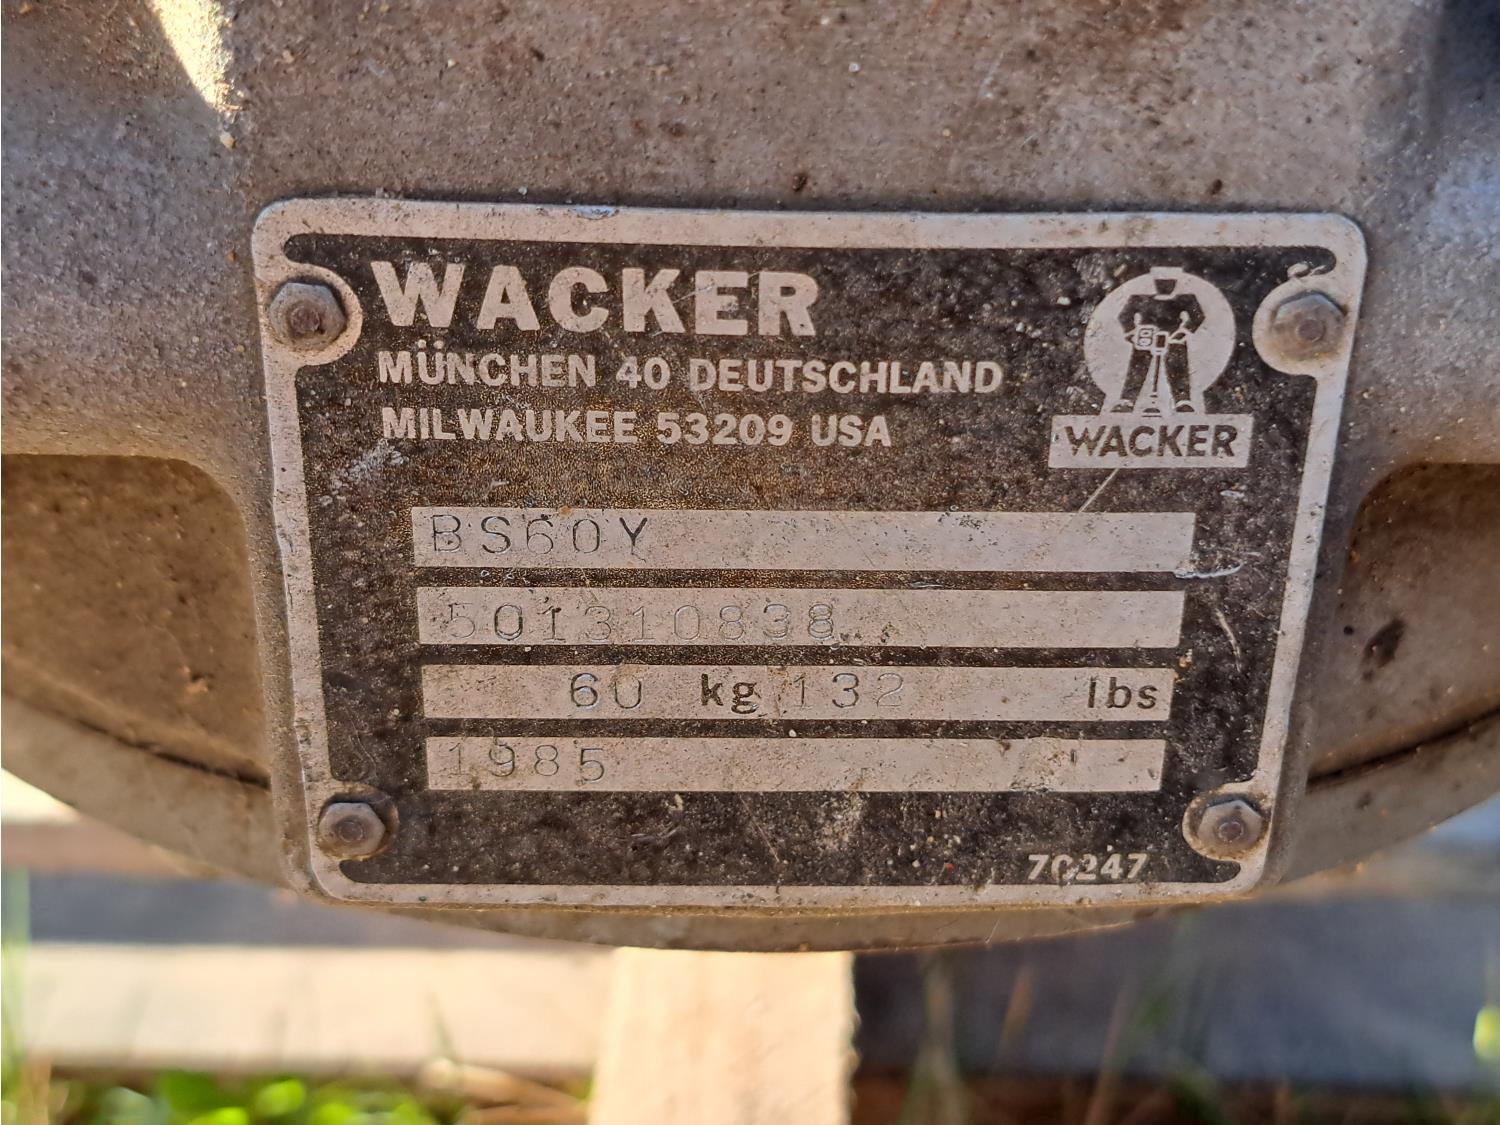 WACKER
MÜNCHEN 40 DEUTSCHLAND
MILWAUKEE 53209 USA
WACKER
BS60Y
501310838
60 kg 132 lbs
1985
70247